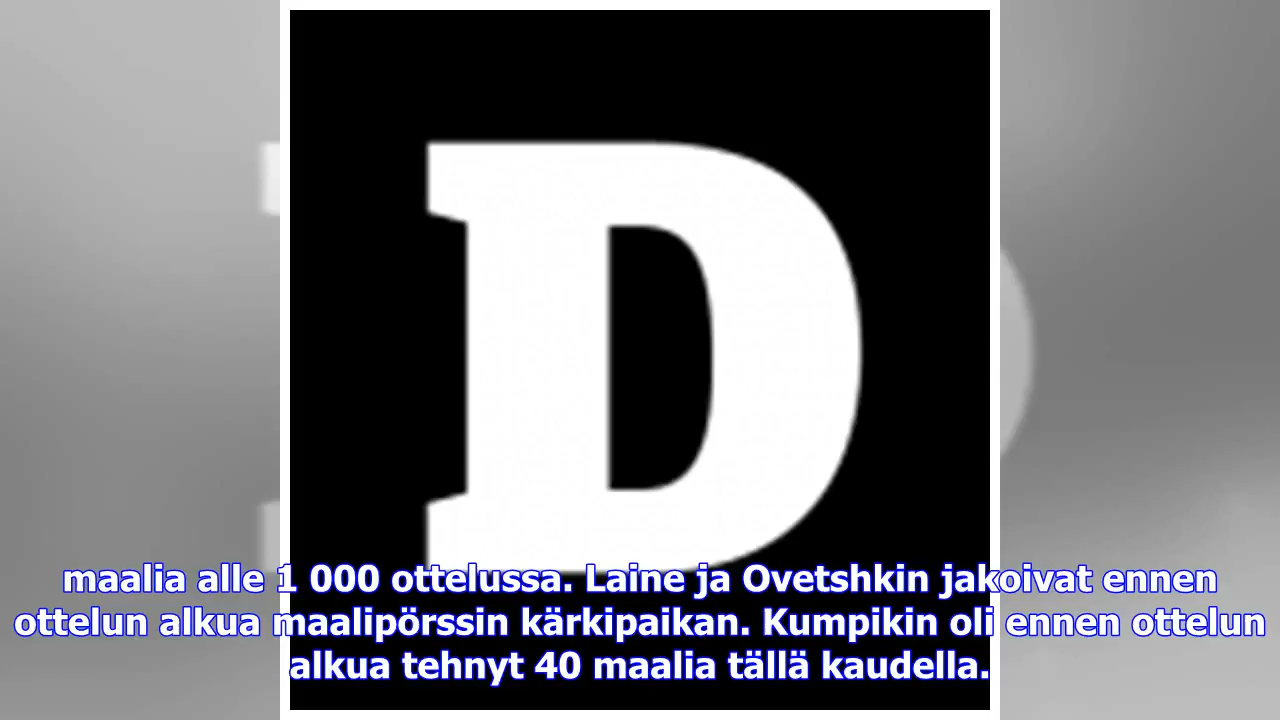 D
maalia alle 1 000 ottelussa. Laine ja Ovetshkin jakoivat ennen
ottelun alkua maalipörssin kärkipaikan. Kumpikin oli ennen ottelun
alkua tehnyt 40 maalia tällä kaudella.